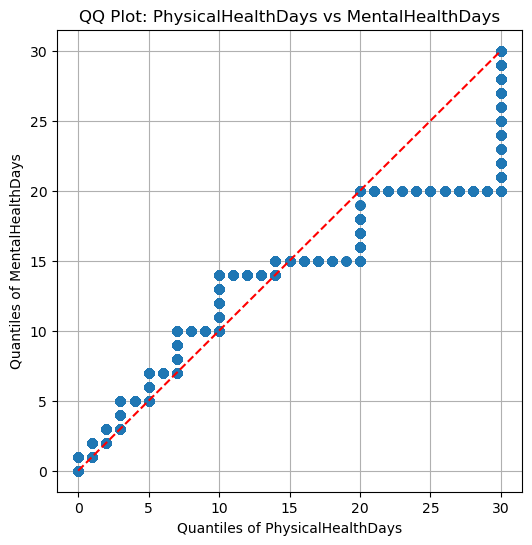 QQ Plot: PhysicalHealthDays vs MentalHealthDays
30
25
20
15
10
5
0
Quantiles of MentalHealthDays
0 5 10 15 20 25 30
Quantiles of PhysicalHealthDays